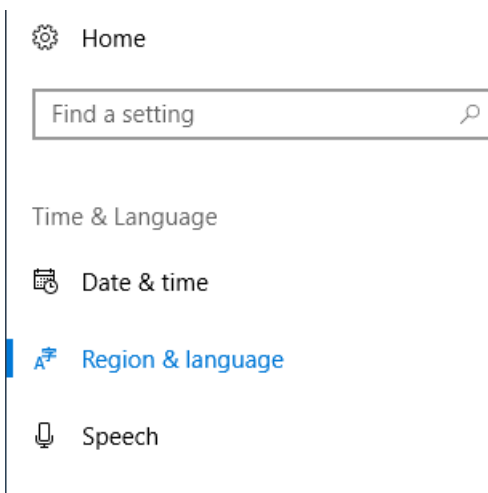 Home
Find a setting
Time & Language
Date & time
Region & language
Speech